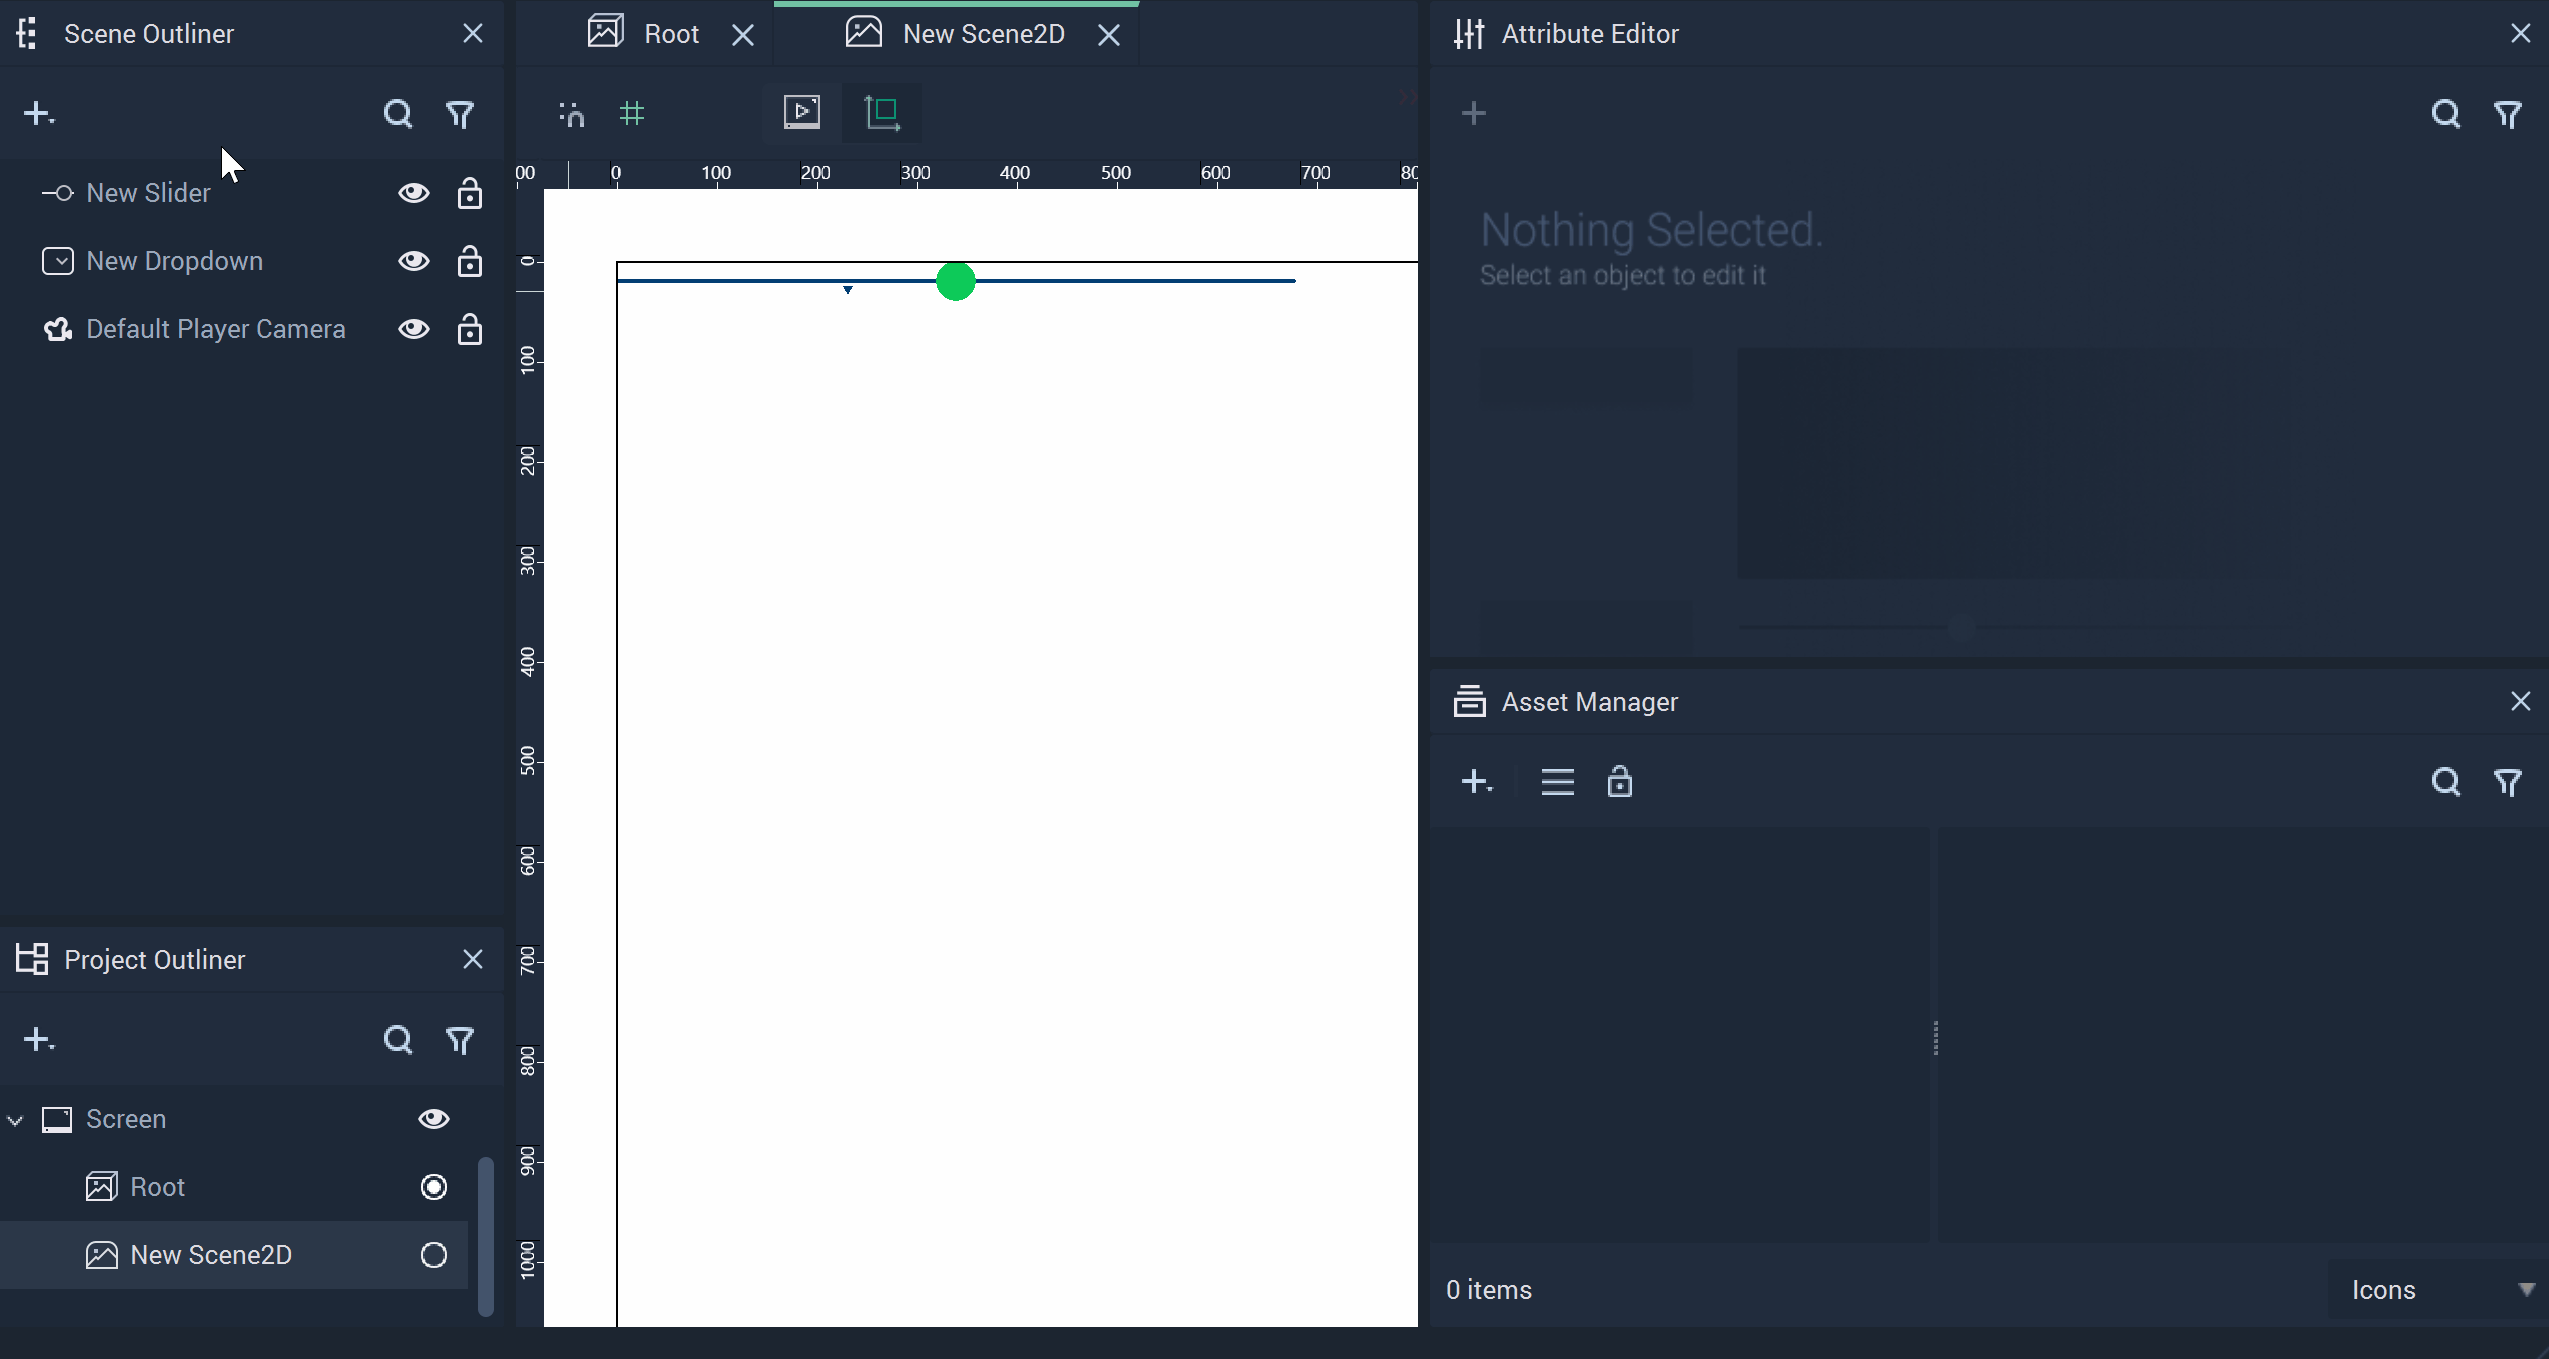 Scene Outliner
New Slider
New Dropdown
Default Player Camera
Project Outliner
Screen
Root
New Scene2D
Root
New Scene2D
00 0 100 200 300 400 500 600 700 80
0
100
200
300
400
500
600
700
800
900
1000
Attribute Editor
Nothing Selected.
Select an object to edit it
Asset Manager
0 items
Icons